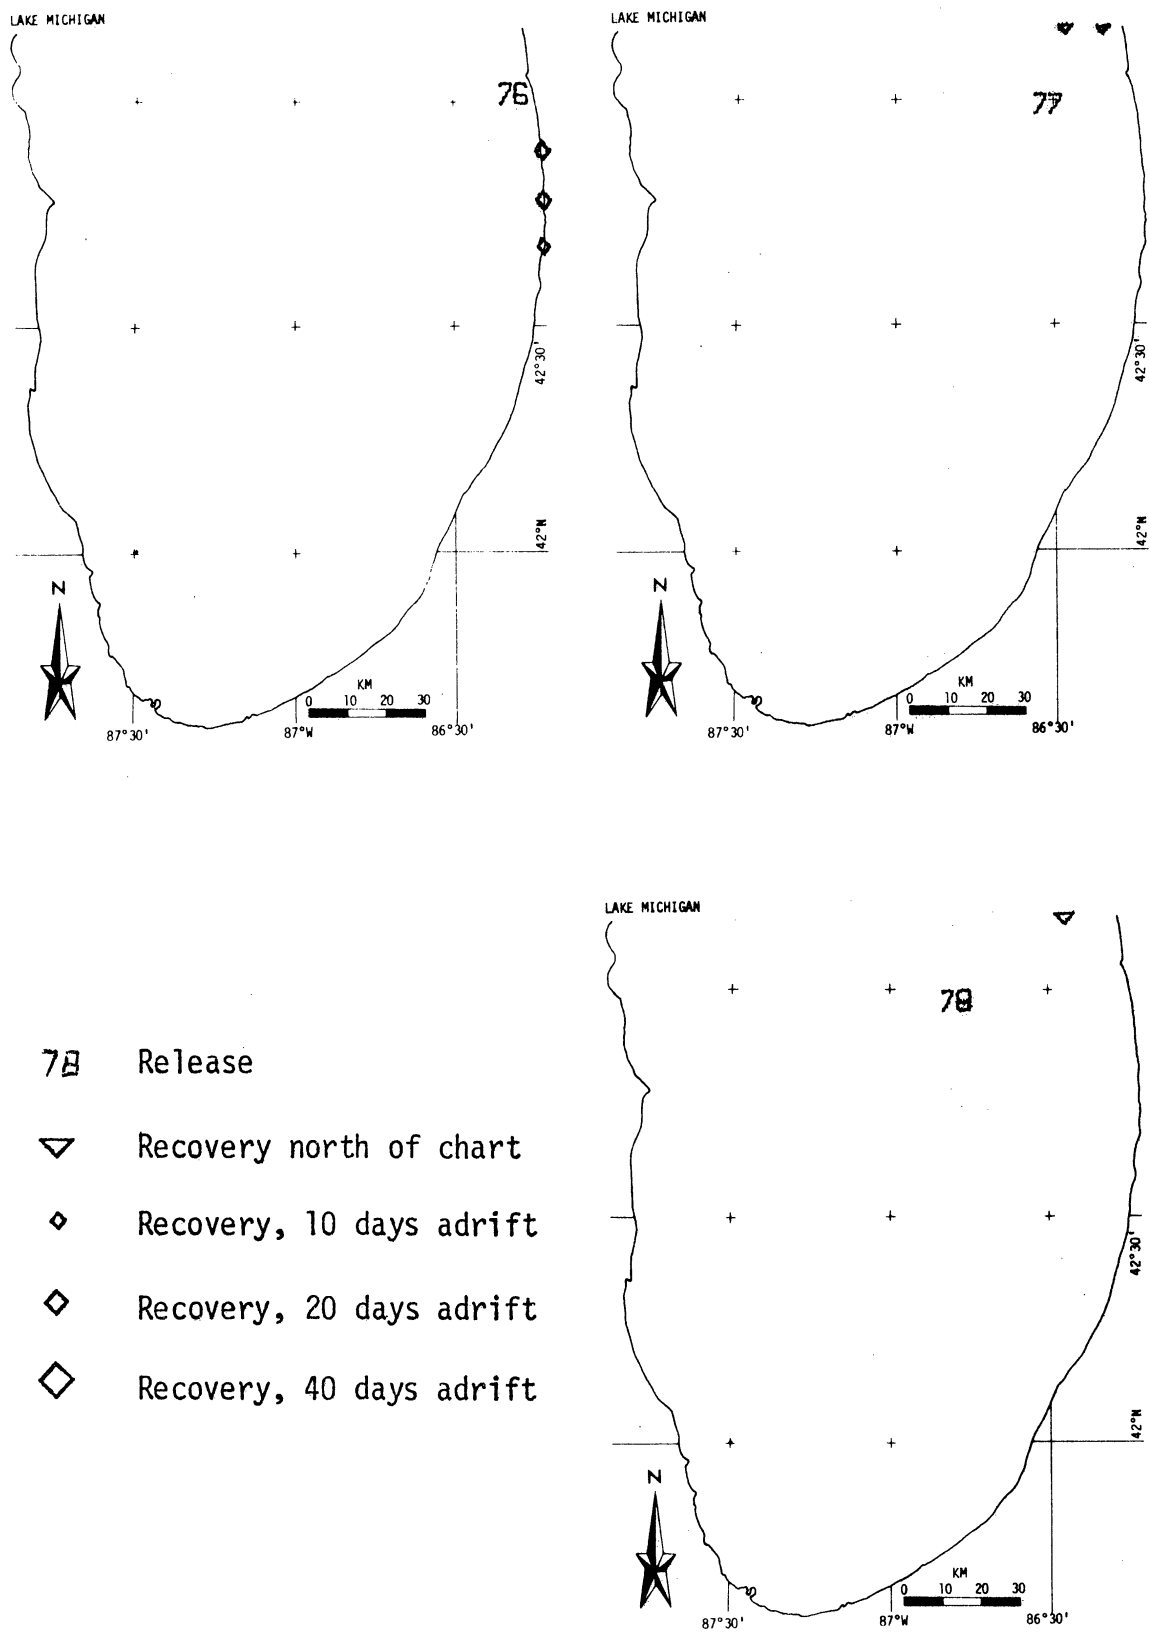 LAKE MICHIGAN
76
42°30'
42°N
N
KM
0 10 20 30
87°30' 87°W 86°30'
LAKE MICHIGAN
77
42°30'
42°N
N
KM
0 10 20 30
87°30' 87°W 86°30'
LAKE MICHIGAN
78
42°30'
42°N
N
KM
0 10 20 30
87°30' 87°W 86°30'
78 Release
Recovery north of chart
Recovery, 10 days adrift
Recovery, 20 days adrift
Recovery, 40 days adrift